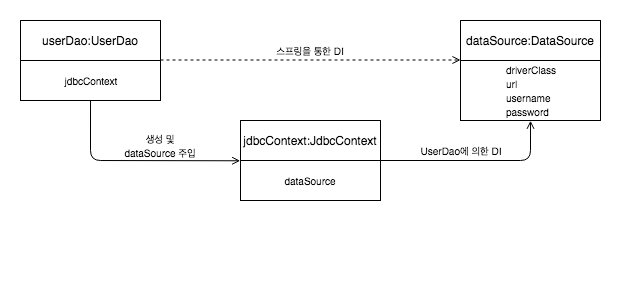 userDao:UserDao
jdbcContext
스프링을 통한 DI
dataSource:DataSource
driverClass
url
username
password
생성 및
dataSource 주입
jdbcContext:JdbcContext
dataSource
UserDao에 의한 DI